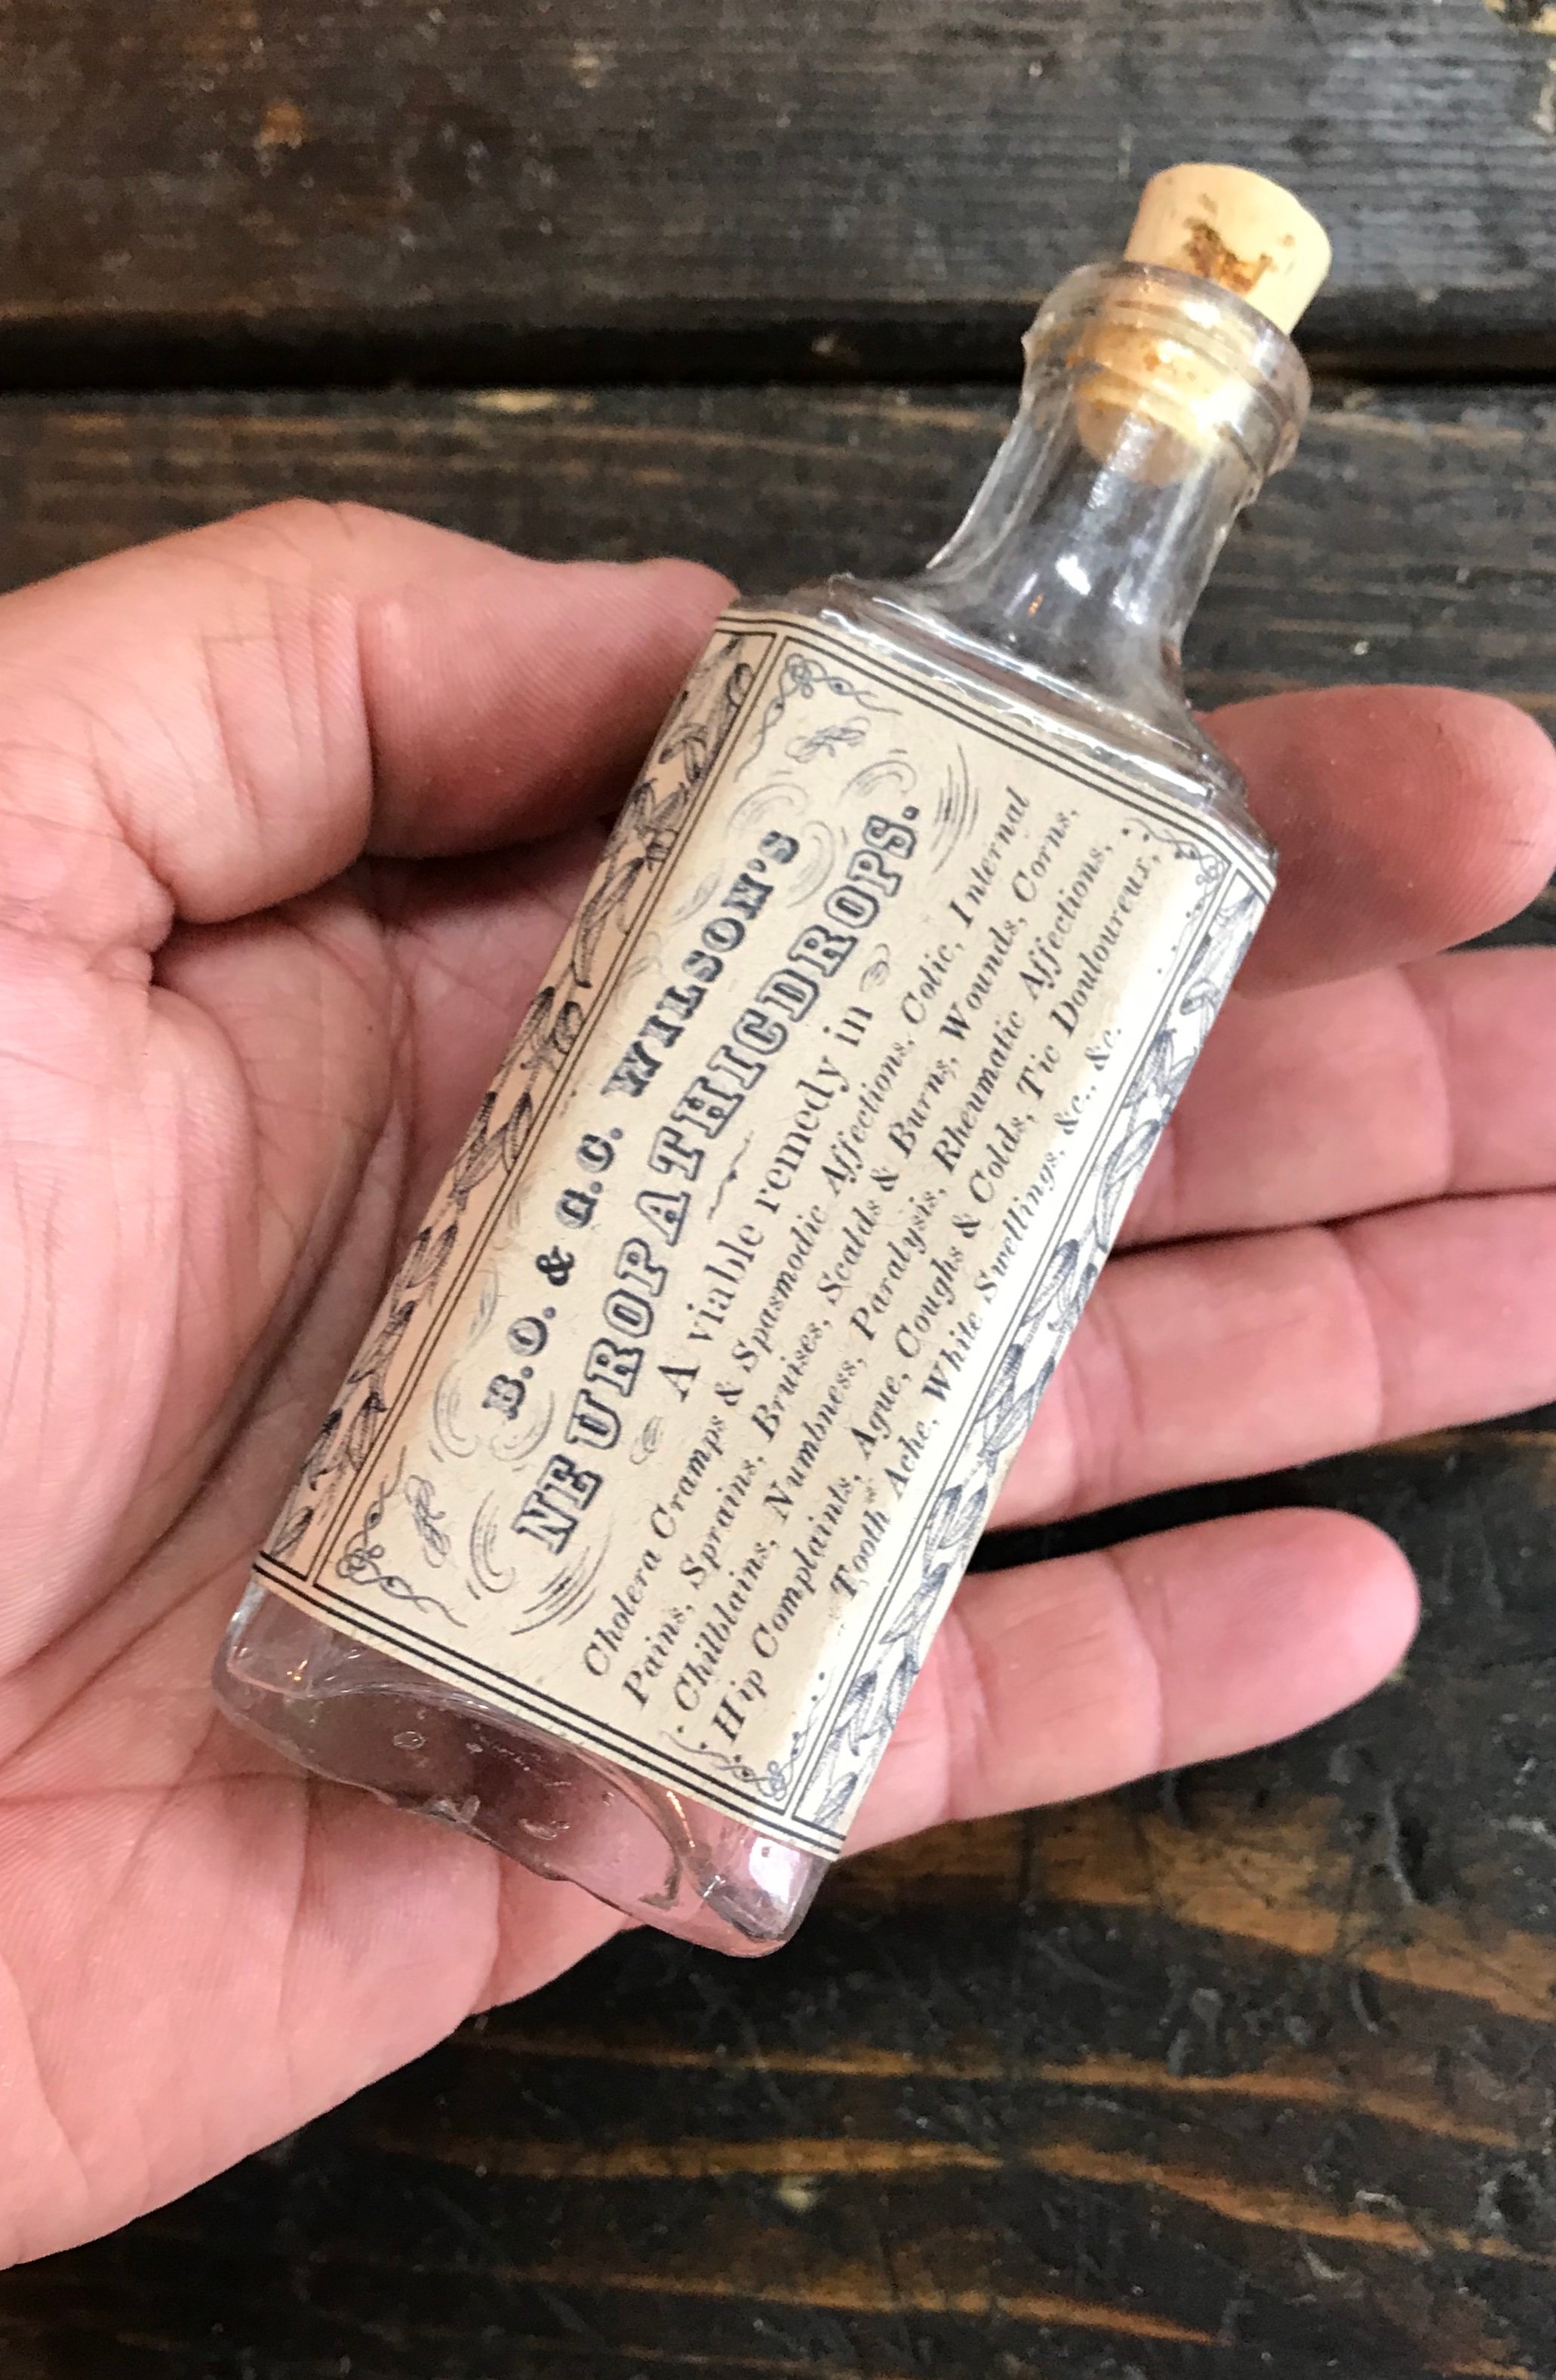 B.O. & G.C. WILSON'S
NEUROPATHICDROPS.
A viable remedy in
Cholera Cramps & Spasmodic Affections, Colic, Internal
Pains, Sprains, Bruises, Scalds & Burns, Wounds, Corns,
Chilblains, Numbness, Paralysis, Rheumatic Affections,
Hip Complaints, Ague, Coughs & Colds, Tic Douloureux,
Tooth Ache, White Swellings, &c., &c.